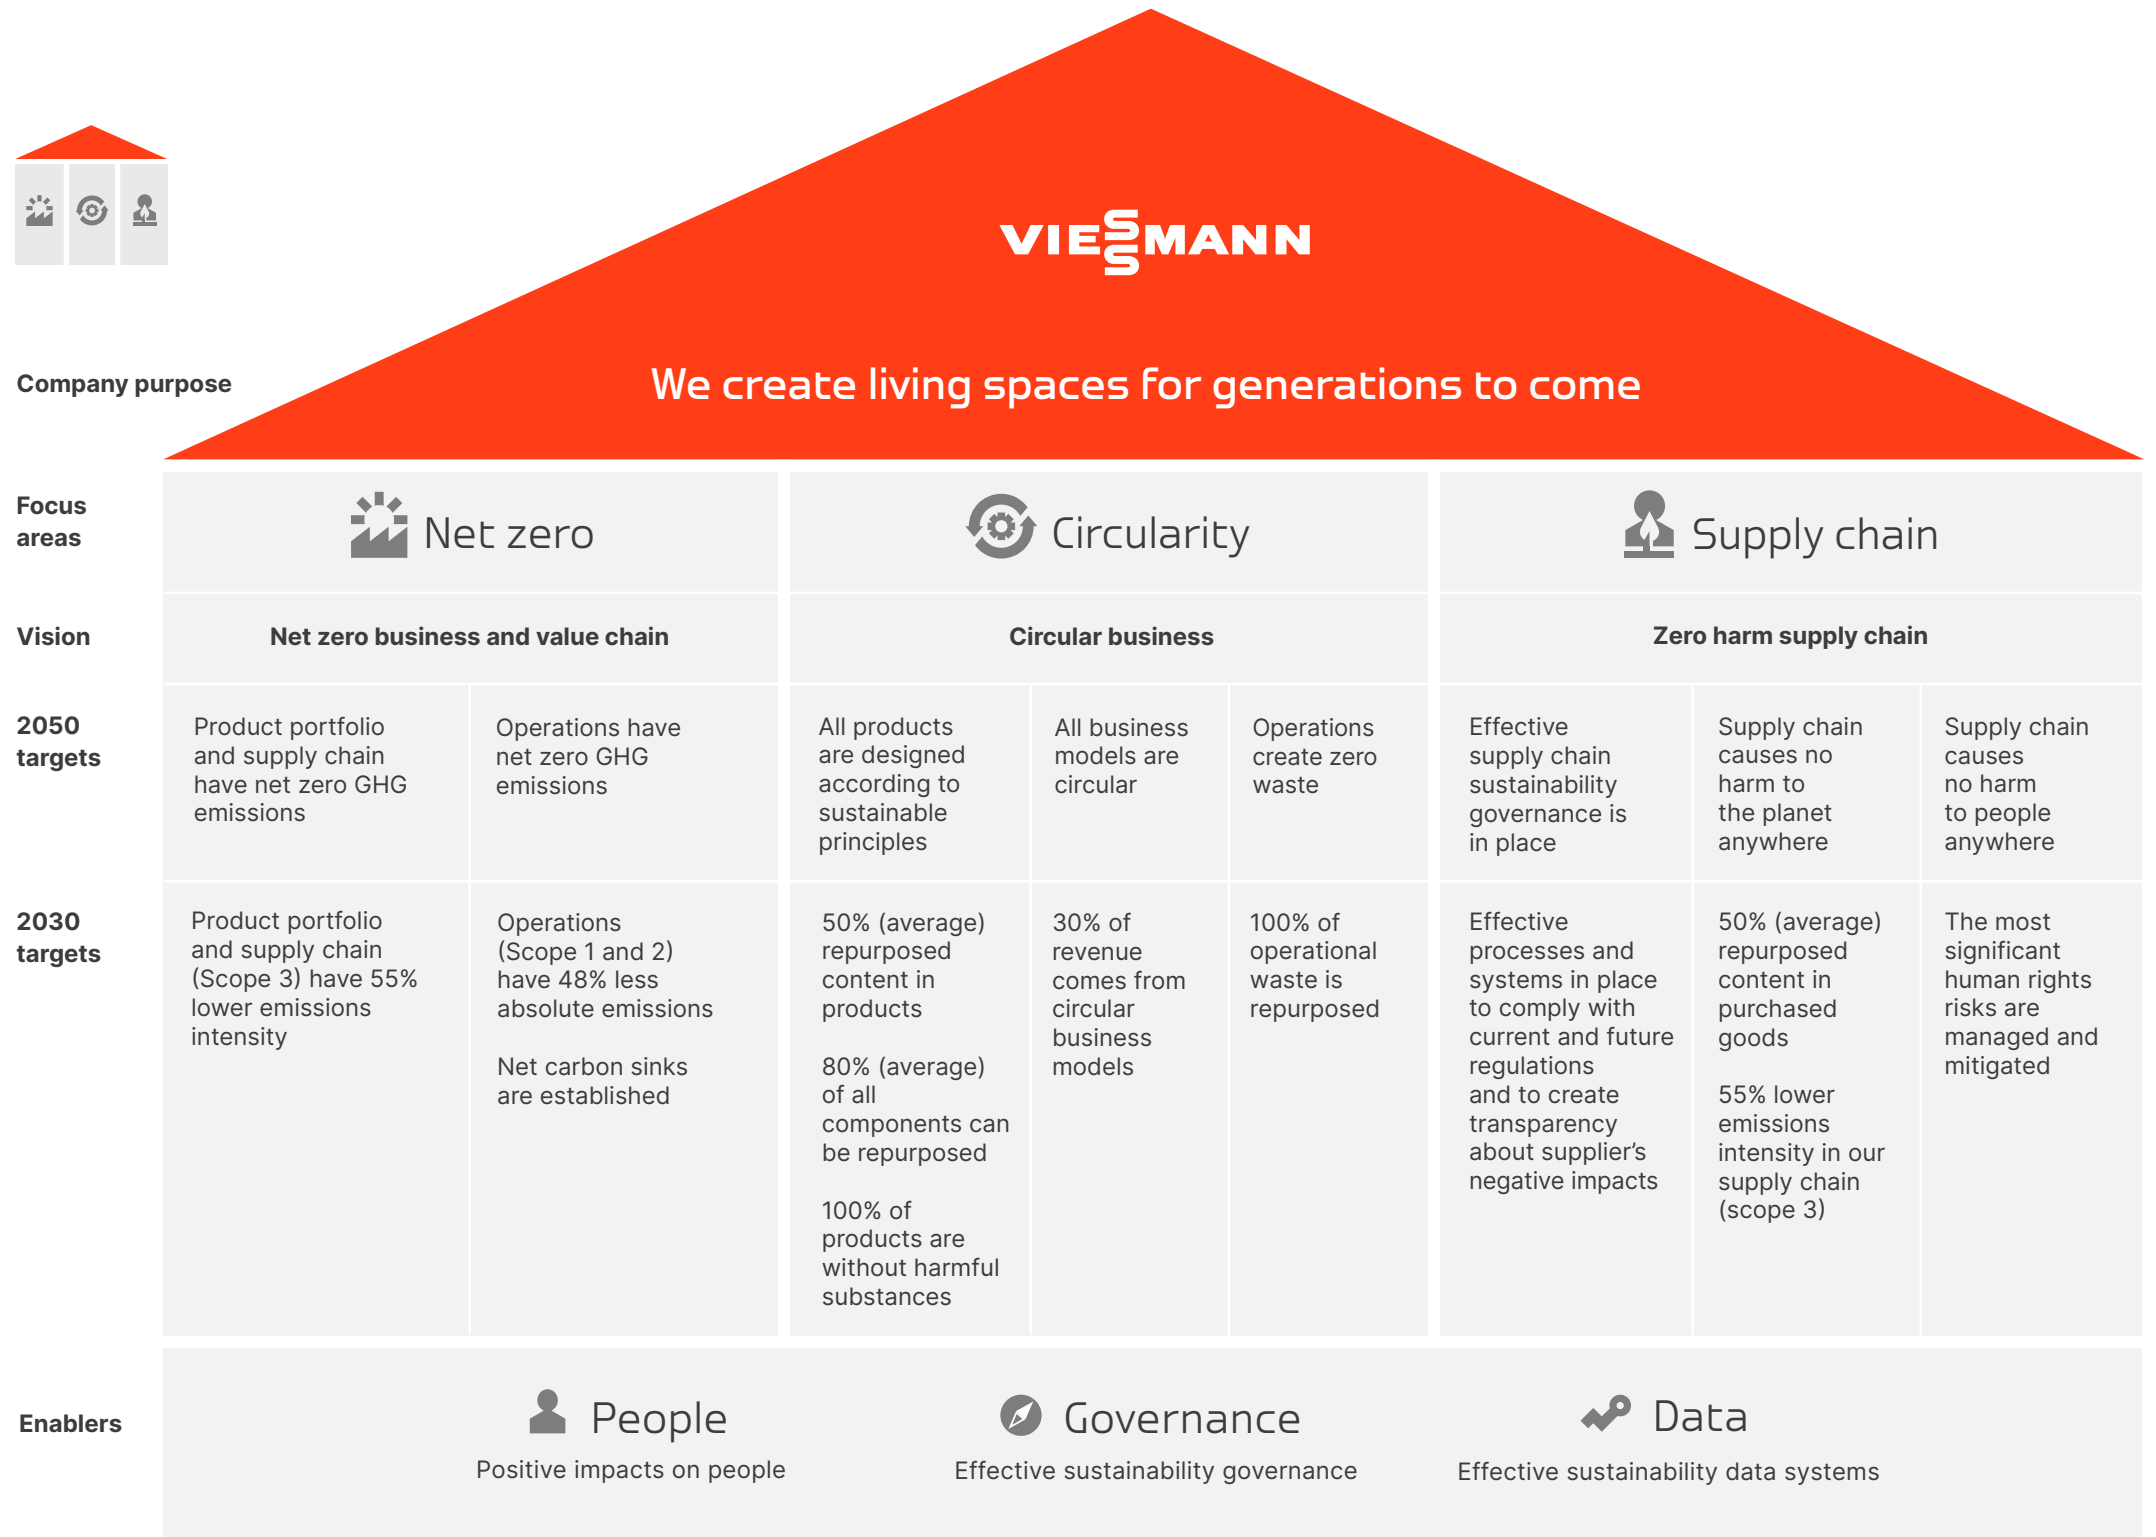 VIESSMANN
Company purpose
We create living spaces for generations to come
Focus
areas
Net zero
Circularity
Supply chain
Vision
Net zero business and value chain
Circular business
Zero harm supply chain
2050
targets
Product portfolio
and supply chain
have net zero GHG
emissions
Operations have
net zero GHG
emissions
All products
are designed
according to
sustainable
principles
All business
models are
circular
Operations
create zero
waste
Effective
supply chain
sustainability
governance is
in place
Supply chain
causes no
harm to
the planet
anywhere
Supply chain
causes
no harm
to people
anywhere
2030
targets
Product portfolio
and supply chain
(Scope 3) have 55%
lower emissions
intensity
Operations
(Scope 1 and 2)
have 48% less
absolute emissions
Net carbon sinks
are established
50% (average)
repurposed
content in
products
80% (average)
of all
components can
be repurposed
100% of
products are
without harmful
substances
30% of
revenue
comes from
circular
business
models
100% of
operational
waste is
repurposed
Effective
processes and
systems in place
to comply with
current and future
regulations
and to create
transparency
about supplier’s
negative impacts
50% (average)
repurposed
content in
purchased
goods
55% lower
emissions
intensity in our
supply chain
(scope 3)
The most
significant
human rights
risks are
managed and
mitigated
Enablers
People
Positive impacts on people
Governance
Effective sustainability governance
Data
Effective sustainability data systems